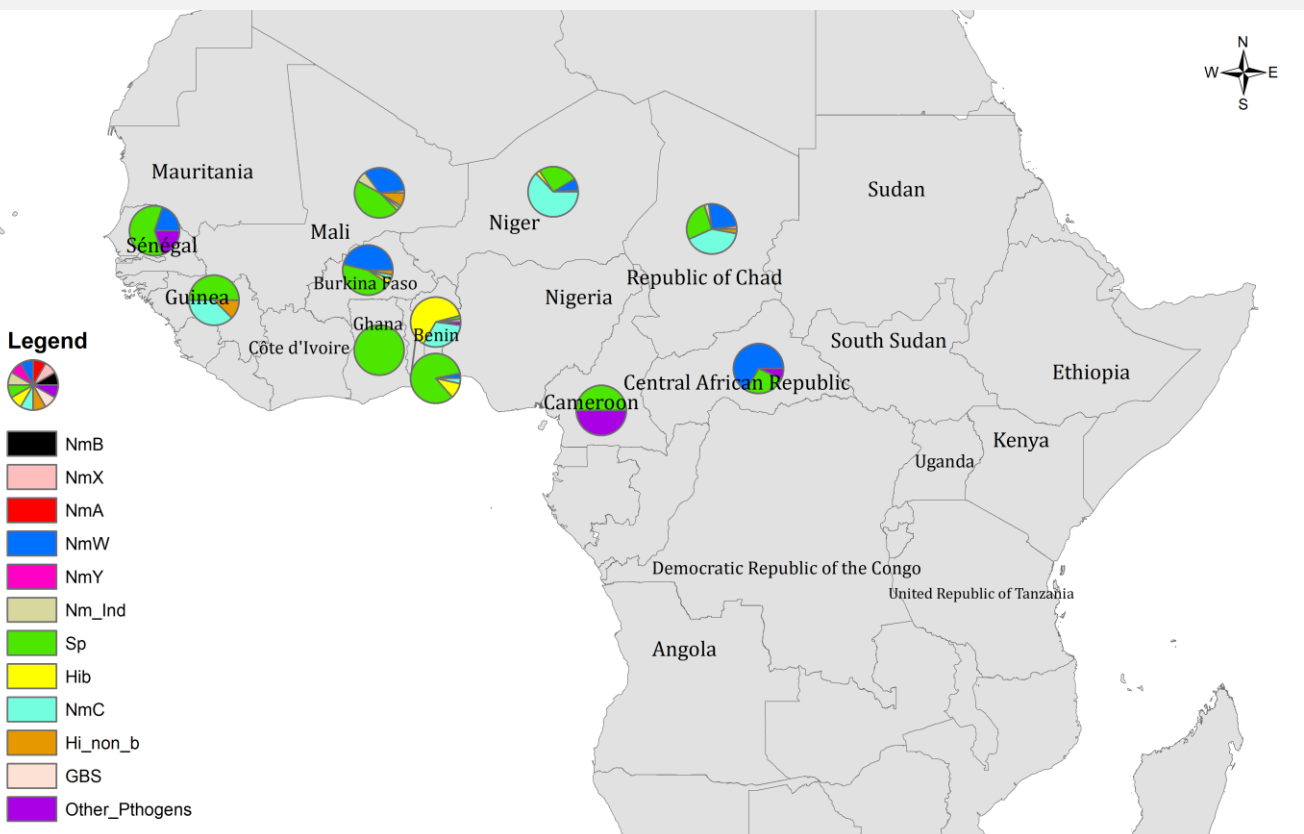 N
W E
S
Mauritania
Sudan
Niger
Mali
Sénégal
Republic of Chad
Burkina Faso
Guinea
Nigeria
Ghana
Benin
Côte d'Ivoire
South Sudan
Ethiopia
Central African Republic
Cameroon
Kenya
Uganda
Democratic Republic of the Congo
United Republic of Tanzania
Angola
Legend
NmB
NmX
NmA
NmW
NmY
Nm_Ind
Sp
Hib
NmC
Hi_non_b
GBS
Other_Pthogens